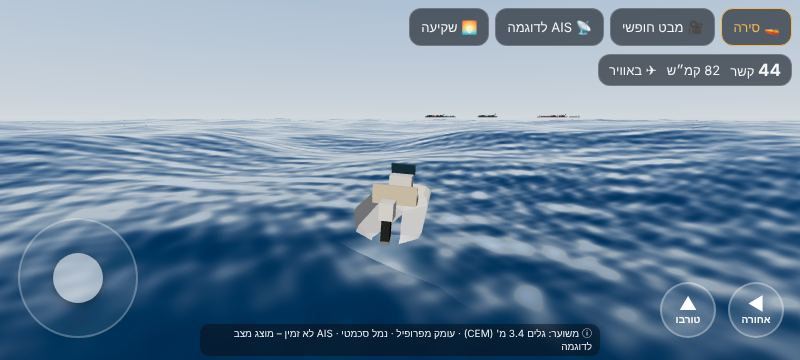 🚤 סירה
🎥 מבט חופשי
📡 AIS לדוגמה
🌅 שקיעה
44 קשר 82 קמ״ש ✈ באוויר
▲ טורבו
◀ אחורה
ⓘ משוער: גלים 3.4 מ' (CEM) · עומק מפרופיל · נמל סכמטי · AIS לא זמין – מוצג מצב
לדוגמה